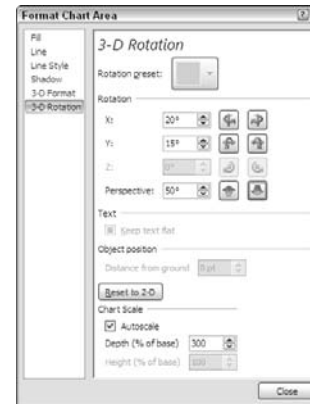 Format Chart Area
Fill
Line
Line Style
Shadow
3-D Format
3-D Rotation
3-D Rotation
Rotation preset:
Rotation
X: 20°
Y: 15°
Z: 0°
Perspective: 50°
Text
Keep text flat
Object position
Distance from ground 0 pt
Reset to 2-D
Chart Scale
Autoscale
Depth (% of base) 300
Height (% of base) 100
Close